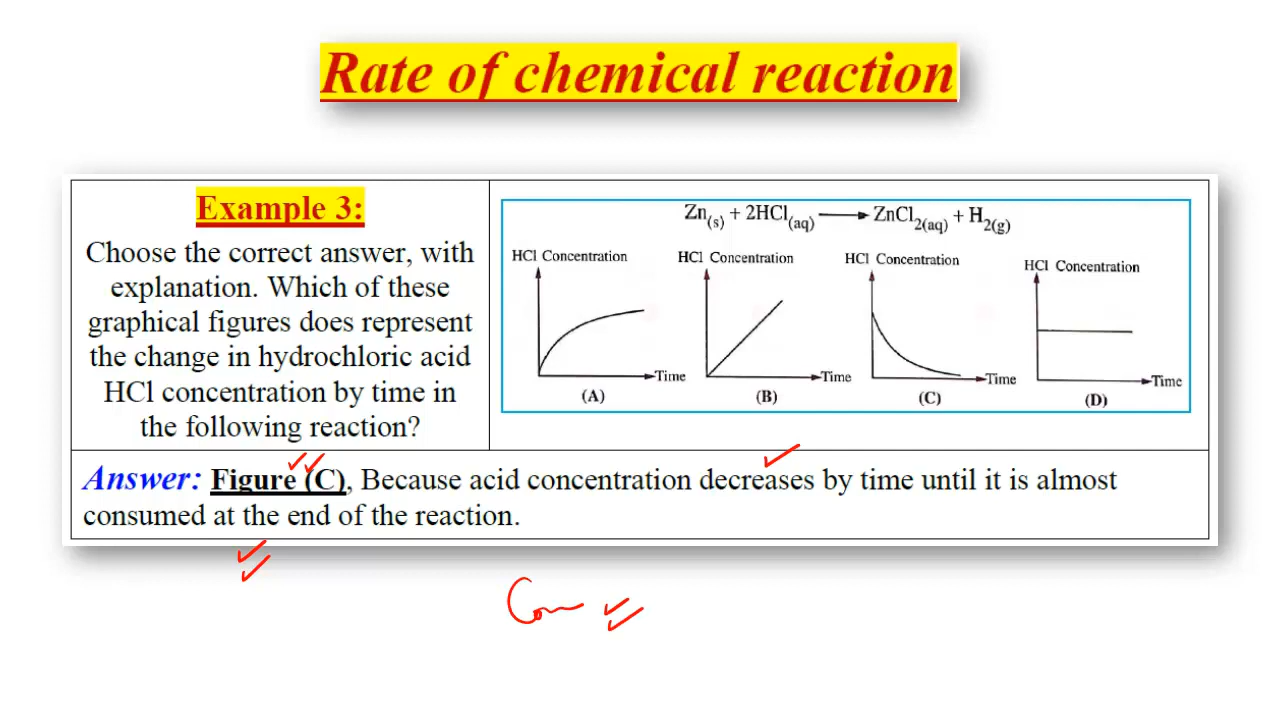 Rate of chemical reaction
Example 3:
Choose the correct answer, with
explanation. Which of these
graphical figures does represent
the change in hydrochloric acid
HCl concentration by time in
the following reaction?
Zn(s) + 2HCl(aq) ⟶ ZnCl2(aq) + H2(g)
HCl Concentration
Time
(A)
HCl Concentration
Time
(B)
HCl Concentration
Time
(C)
HCl Concentration
Time
(D)
Answer: Figure (C), Because acid concentration decreases by time until it is almost
consumed at the end of the reaction.